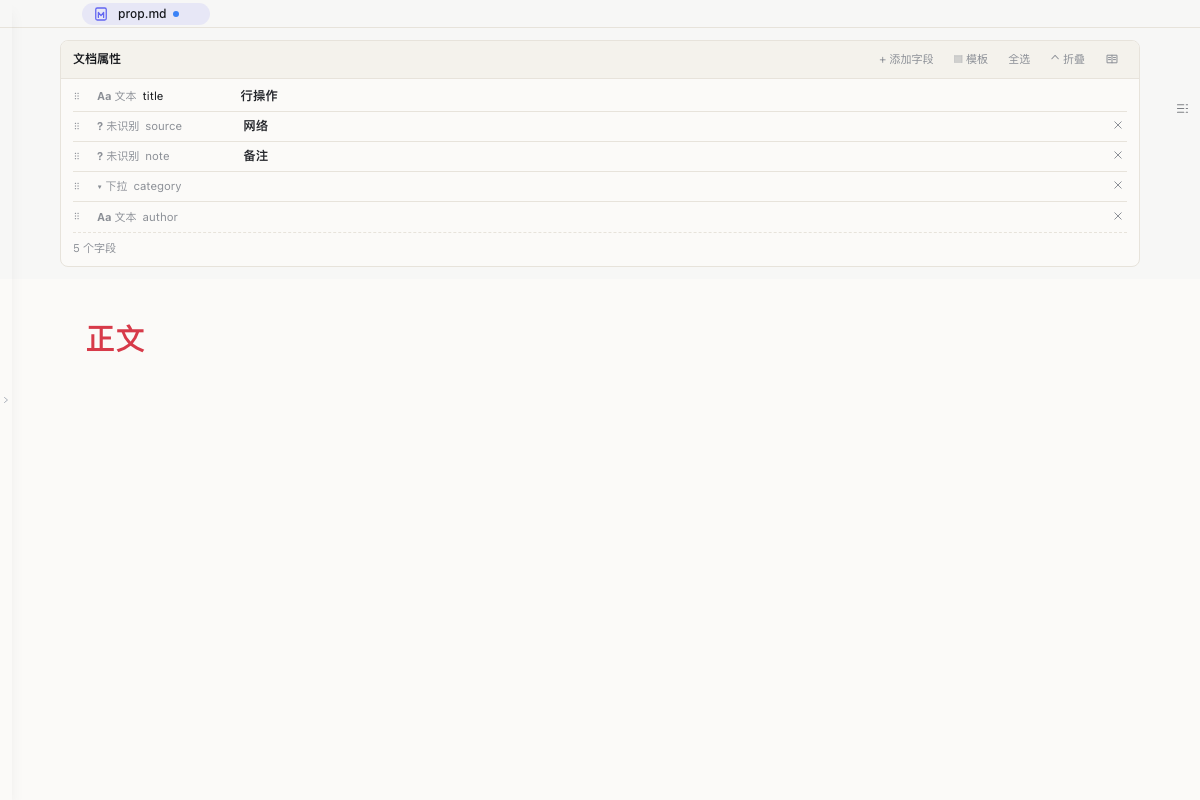 prop.md
文档属性 + 添加字段 模板 全选 折叠
Aa 文本 title 行操作
? 未识别 source 网络
? 未识别 note 备注
下拉 category
Aa 文本 author
5 个字段
正文